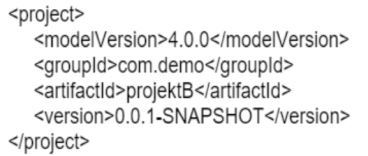 <project>
<modelVersion>4.0.0</modelVersion>
<groupId>com.demo</groupId>
<artifactId>projektB</artifactId>
<version>0.0.1-SNAPSHOT</version>
</project>